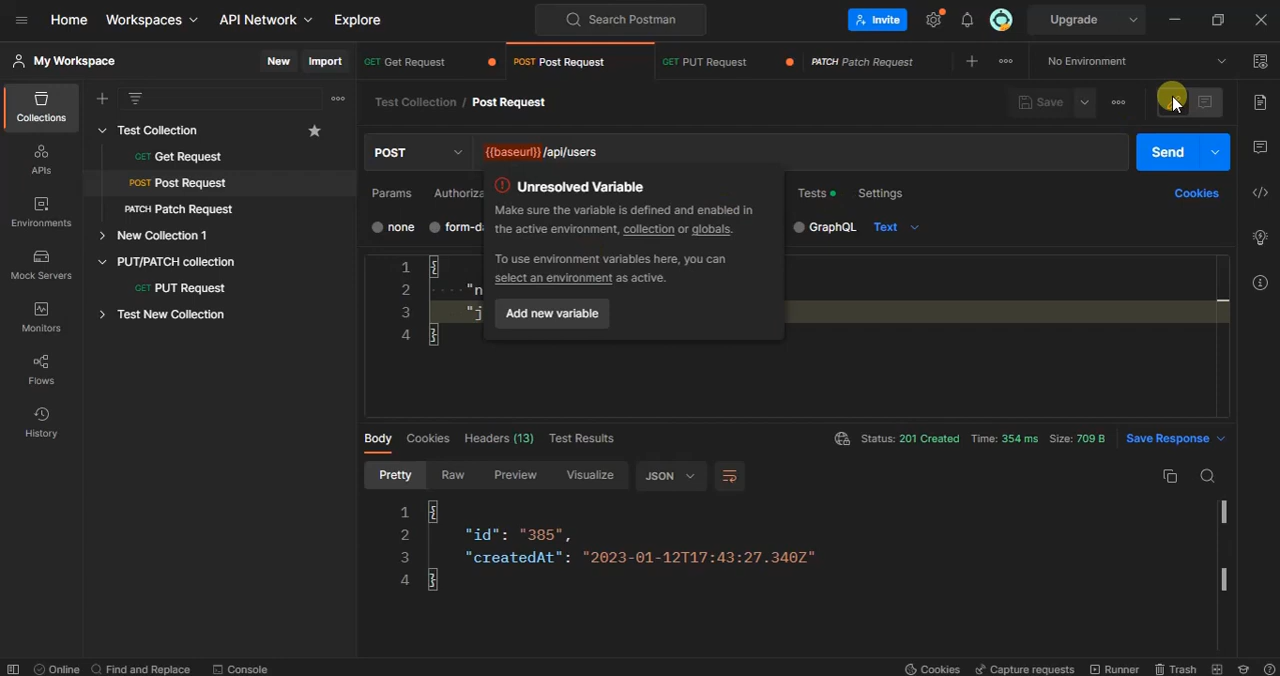 Home Workspaces API Network Explore Search Postman Invite Upgrade
My Workspace New Import GET Get Request POST Post Request GET PUT Request PATCH Patch Request No Environment
Test Collection / Post Request Save
Collections
APIs
Environments
Mock Servers
Monitors
Flows
History
Test Collection
GET Get Request
POST Post Request
PATCH Patch Request
New Collection 1
PUT/PATCH collection
GET PUT Request
Test New Collection
POST {{baseurl}}/api/users Send
Params Authoriza Tests Settings Cookies
none form-da GraphQL Text
Unresolved Variable
Make sure the variable is defined and enabled in
the active environment, collection or globals.
To use environment variables here, you can
select an environment as active.
Add new variable
1 {
2 "n
3 "j
4 }
Body Cookies Headers (13) Test Results Status: 201 Created Time: 354 ms Size: 709 B Save Response
Pretty Raw Preview Visualize JSON
1 {
2 "id": "385",
3 "createdAt": "2023-01-12T17:43:27.340Z"
4 }
Online Find and Replace Console Cookies Capture requests Runner Trash